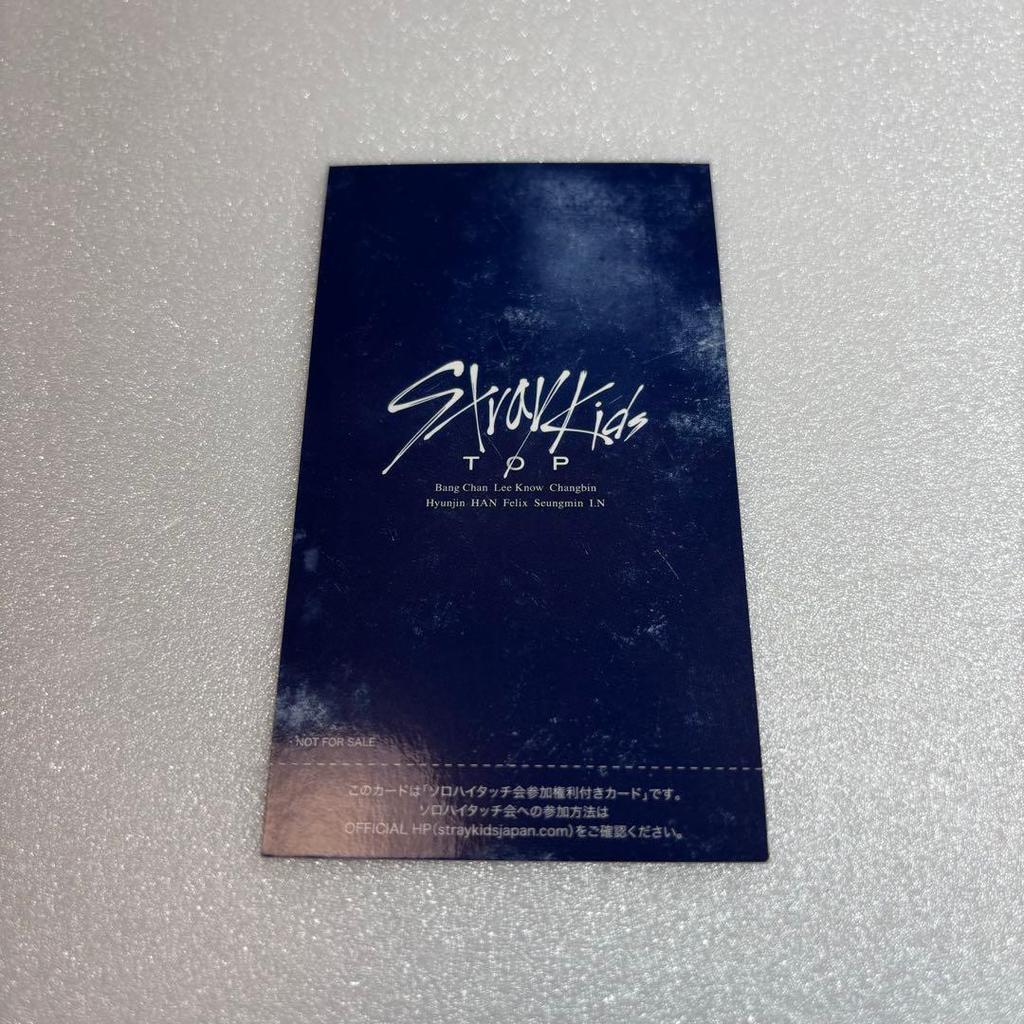 Stray Kids
TOP
Bang Chan Lee Know Changbin
Hyunjin HAN Felix Seungmin I.N
NOT FOR SALE
このカードは「ソロハイタッチ会参加権利付きカード」です。
ソロハイタッチ会への参加方法は
OFFICIAL HP(straykidsjapan.com)をご確認ください。